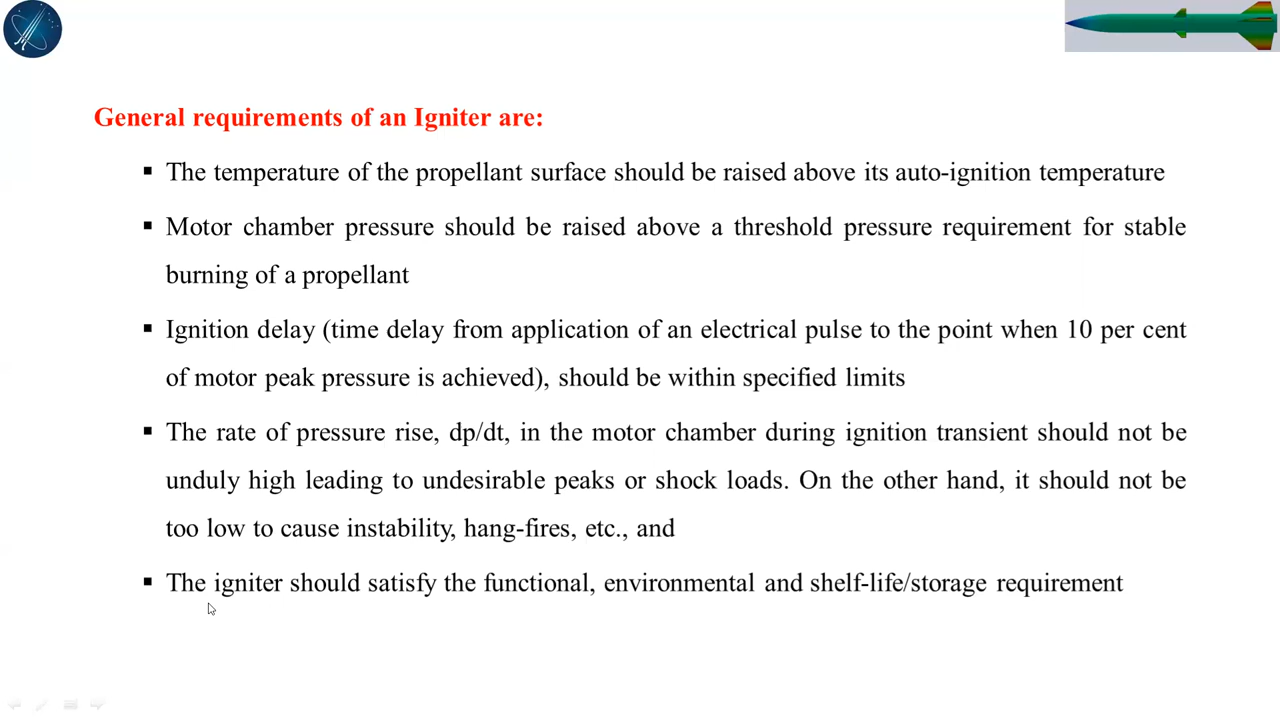 General requirements of an Igniter are:
▪ The temperature of the propellant surface should be raised above its auto-ignition temperature
▪ Motor chamber pressure should be raised above a threshold pressure requirement for stable
burning of a propellant
▪ Ignition delay (time delay from application of an electrical pulse to the point when 10 per cent
of motor peak pressure is achieved), should be within specified limits
▪ The rate of pressure rise, dp/dt, in the motor chamber during ignition transient should not be
unduly high leading to undesirable peaks or shock loads. On the other hand, it should not be
too low to cause instability, hang-fires, etc., and
▪ The igniter should satisfy the functional, environmental and shelf-life/storage requirement